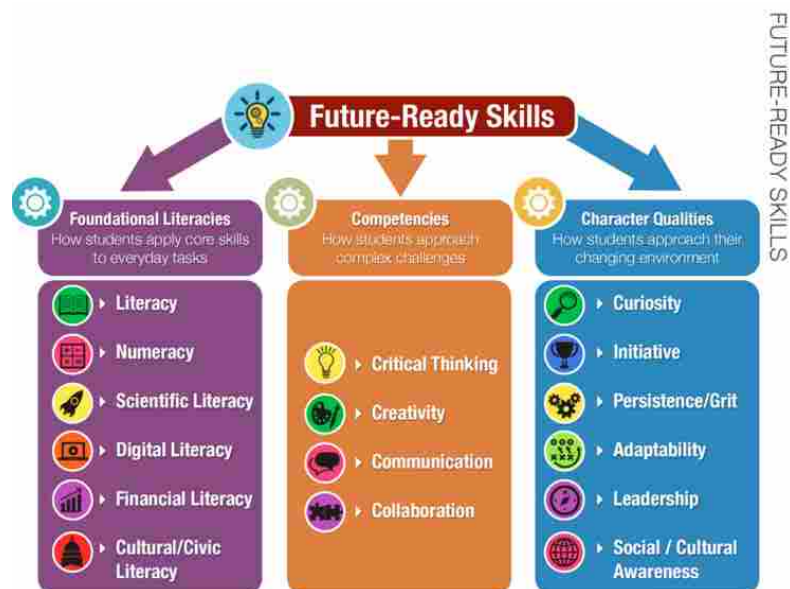 FUTURE-READY SKILLS
Future-Ready Skills
Foundational Literacies
How students apply core skills
to everyday tasks
Literacy
Numeracy
Scientific Literacy
Digital Literacy
Financial Literacy
Cultural/Civic
Literacy
Competencies
How students approach
complex challenges
Critical Thinking
Creativity
Communication
Collaboration
Character Qualities
How students approach their
changing environment
Curiosity
Initiative
Persistence/Grit
Adaptability
Leadership
Social / Cultural
Awareness